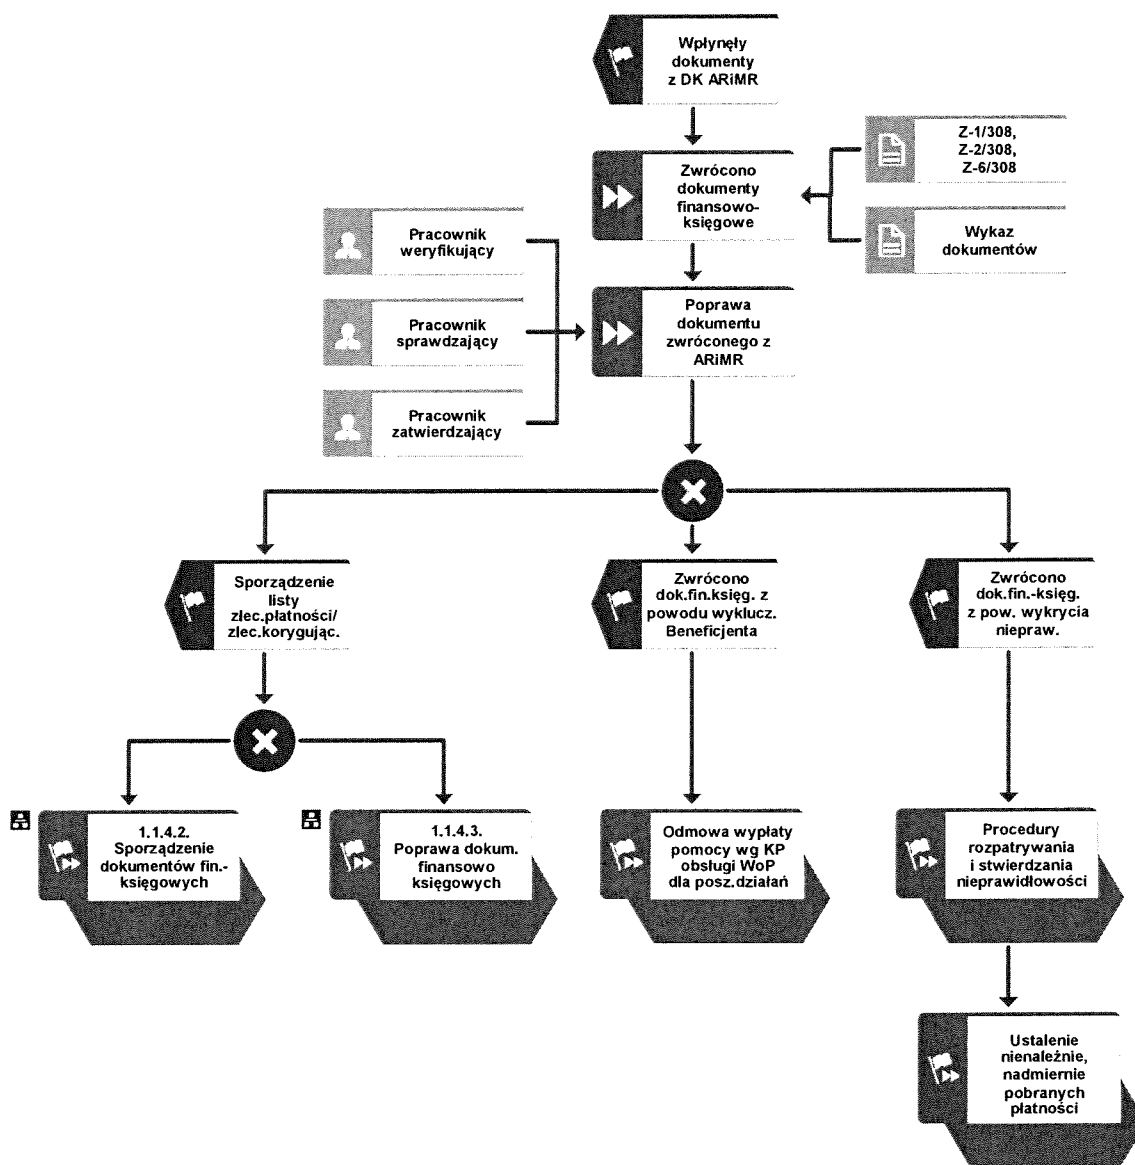 Wpłynęły
dokumenty
z DK ARiMR
Zwrócono
dokumenty
finansowo-
księgowe
Z-1/308,
Z-2/308,
Z-6/308
Wykaz
dokumentów
Pracownik
weryfikujący
Pracownik
sprawdzający
Pracownik
zatwierdzający
Poprawa
dokumentu
zwróconego z
ARiMR
Sporządzenie
listy
zlec.płatności/
zlec.korygując.
Zwrócono
dok.fin.księg. z
powodu wyklucz.
Beneficjenta
Zwrócono
dok.fin.-księg.
z pow. wykrycia
niepraw.
1.1.4.2.
Sporządzenie
dokumentów fin.-
księgowych
1.1.4.3.
Poprawa dokum.
finansowo
księgowych
Odmowa wypłaty
pomocy wg KP
obsługi WoP
dla posz.działań
Procedury
rozpatrywania
i stwierdzania
nieprawidłowości
Ustalenie
nienależnie,
nadmiernie
pobranych
płatności